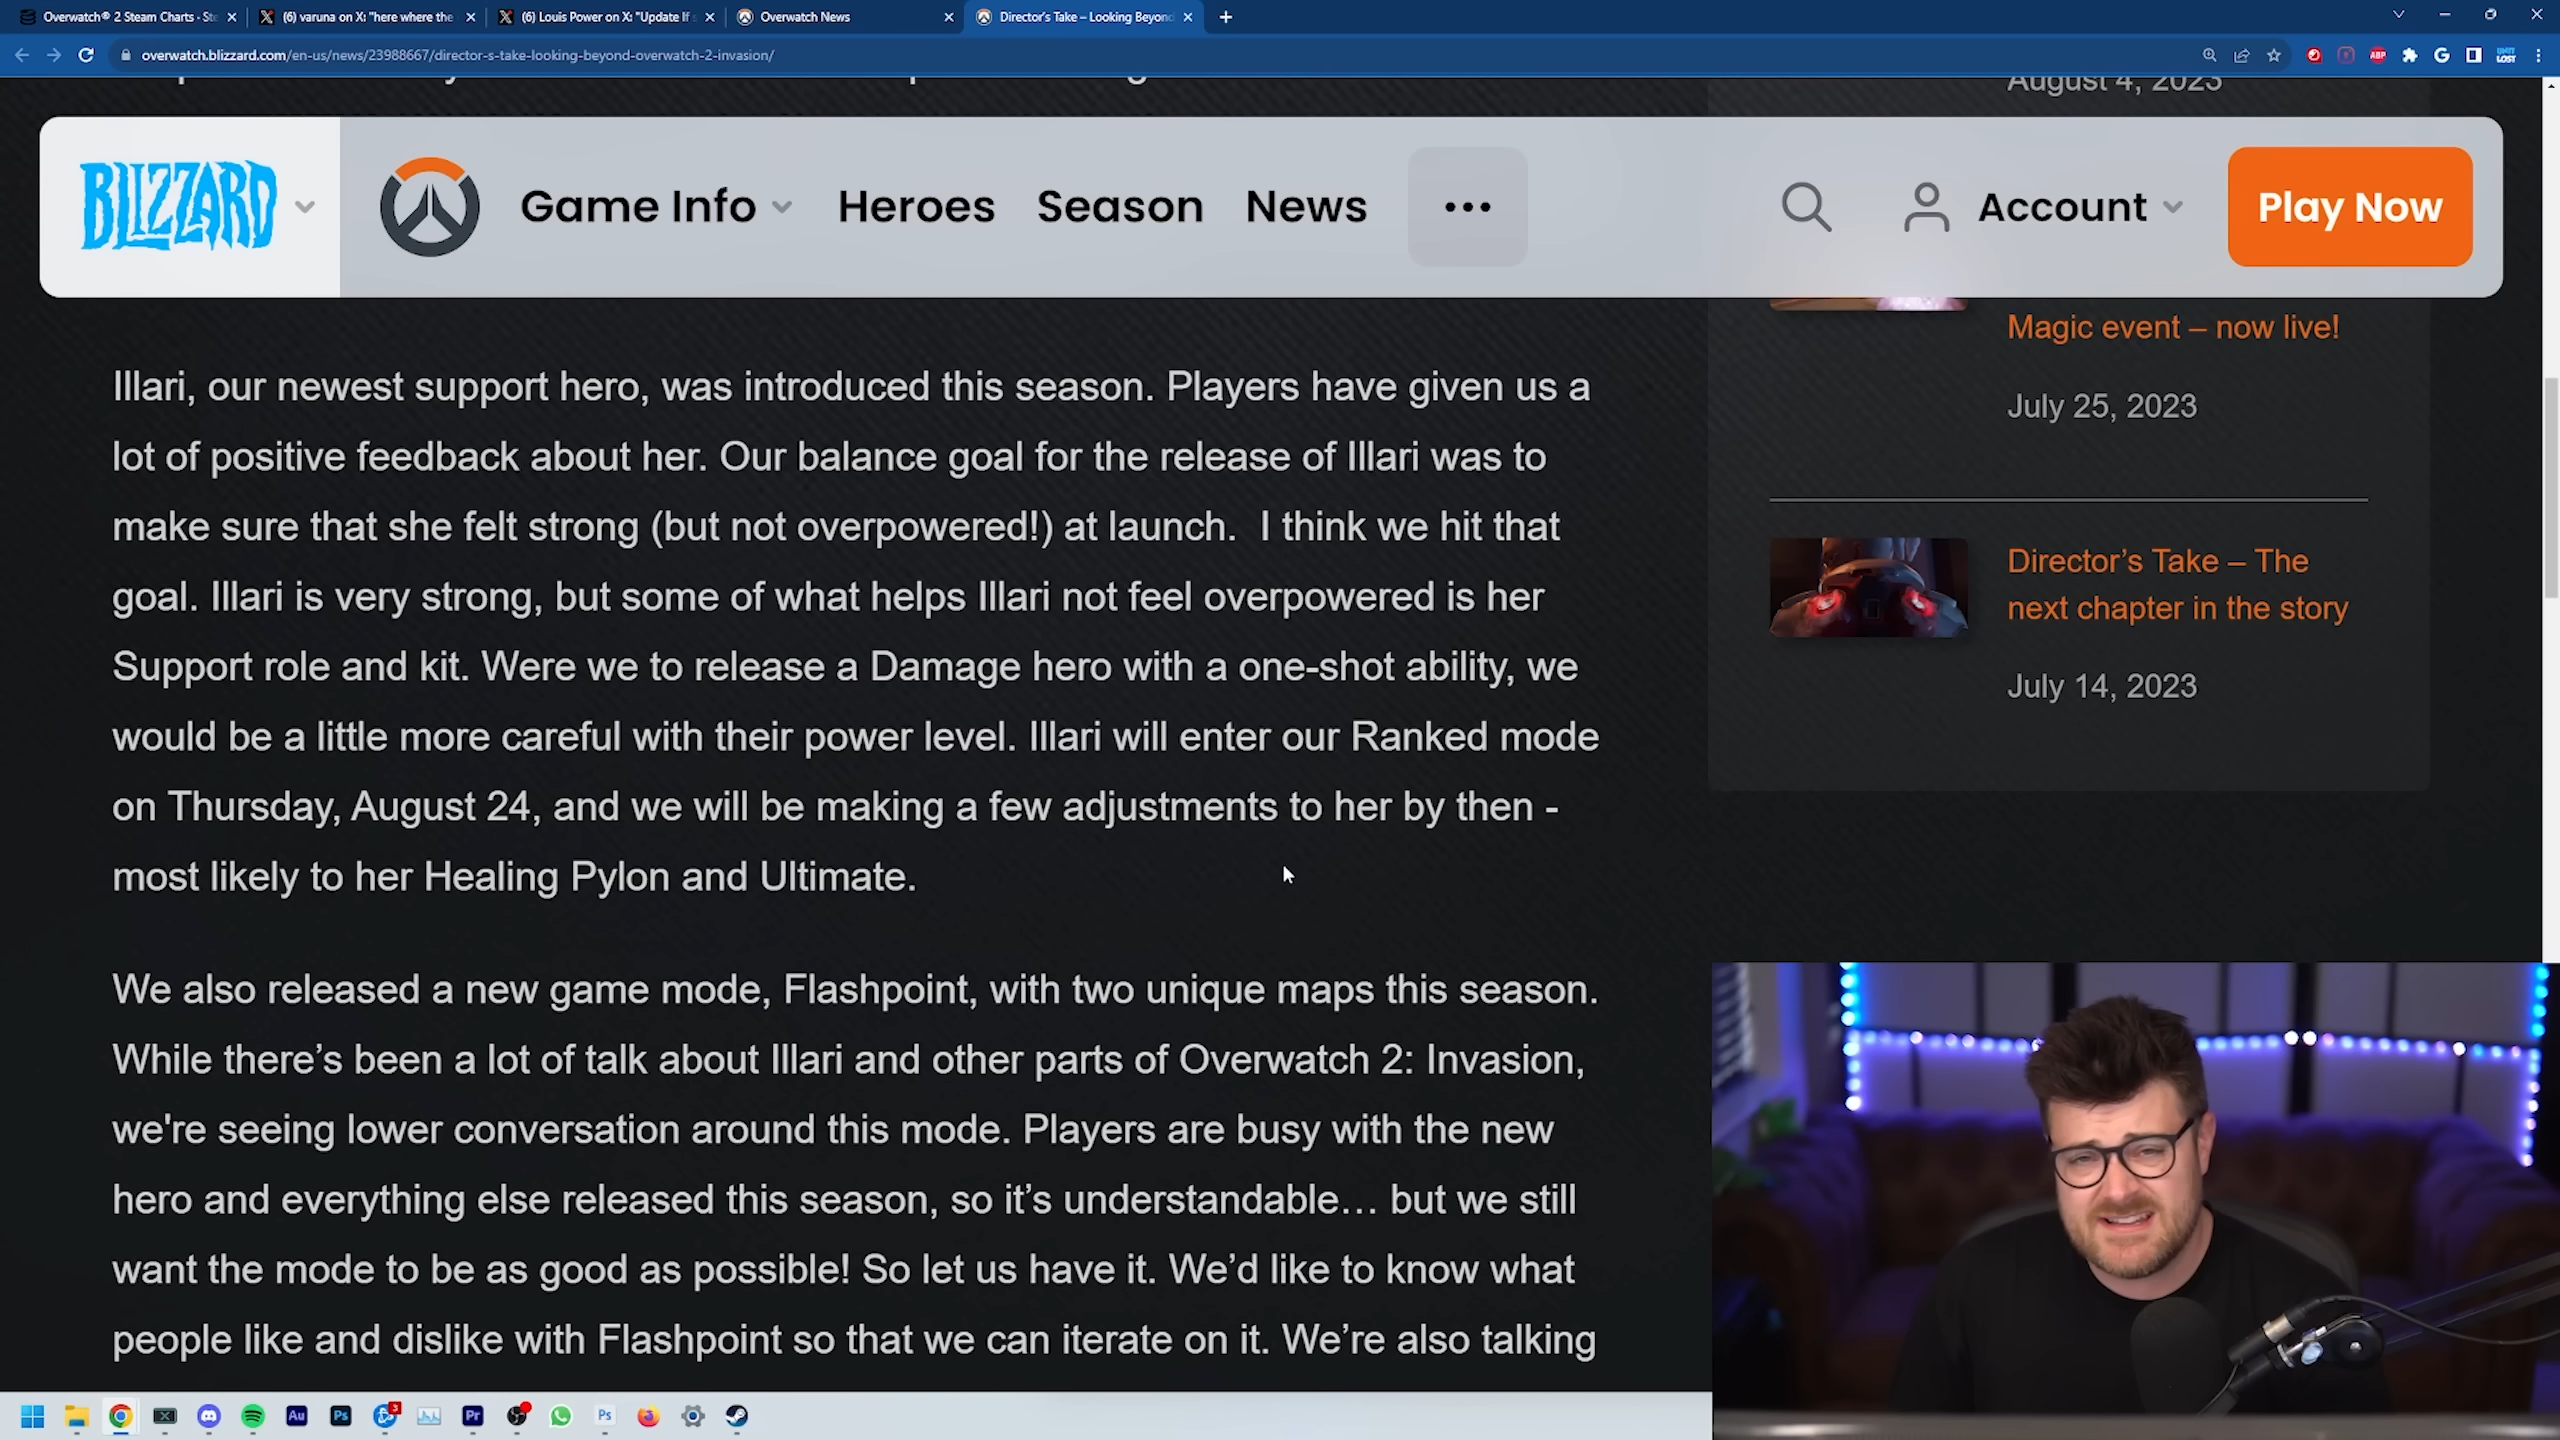 Overwatch® 2 Steam Charts · Ste
(6) varuna on X: "here where the
(6) Louis Power on X: "Update If
Overwatch News
Director's Take – Looking Beyond
overwatch.blizzard.com/en-us/news/23988667/director-s-take-looking-beyond-overwatch-2-invasion/
ABP
UNIT
LOST
August 4, 2023
BLIZZARD
Game Info
Heroes
Season
News
•••
Account
Play Now
Illari, our newest support hero, was introduced this season. Players have given us a
lot of positive feedback about her. Our balance goal for the release of Illari was to
make sure that she felt strong (but not overpowered!) at launch.  I think we hit that
goal. Illari is very strong, but some of what helps Illari not feel overpowered is her
Support role and kit. Were we to release a Damage hero with a one-shot ability, we
would be a little more careful with their power level. Illari will enter our Ranked mode
on Thursday, August 24, and we will be making a few adjustments to her by then -
most likely to her Healing Pylon and Ultimate.
We also released a new game mode, Flashpoint, with two unique maps this season.
While there’s been a lot of talk about Illari and other parts of Overwatch 2: Invasion,
we're seeing lower conversation around this mode. Players are busy with the new
hero and everything else released this season, so it’s understandable… but we still
want the mode to be as good as possible! So let us have it. We’d like to know what
people like and dislike with Flashpoint so that we can iterate on it. We’re also talking
Magic event – now live!
July 25, 2023
Director’s Take – The
next chapter in the story
July 14, 2023
Au
Ps
3
Pr
Ps